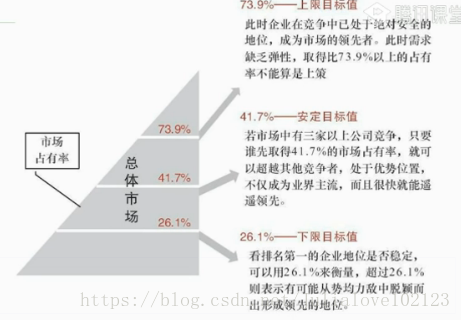 73.9%——上限目标值
腾讯课堂
此时企业在竞争中已处于绝对安全的
地位，成为市场的领先者。此时需求
缺乏弹性，取得比73.9%以上的占有
率不能算是上策
73.9%
41.7%——安定目标值
若市场中有三家以上公司竞争，只要
谁先取得41.7%的市场占有率，就可
以超越其他竞争者，处于优势位置，
不仅成为业界主流，而且很快就能遥
遥领先。
市场
占有率
总体市场
41.7%
26.1%
26.1%——下限目标值
看排名第一的企业地位是否稳定，
可以用26.1%来衡量，超过26.1%
则表示有可能从势均力敌中脱颖而
出形成领先的地位。
https://blog.csdn.net/
love102123